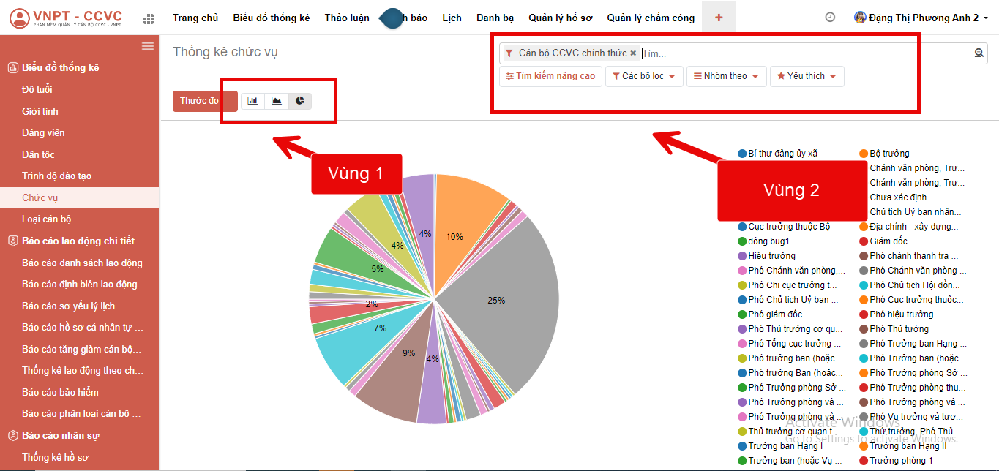 VNPT - CCVC
PHẦN MỀM QUẢN LÝ CÁN BỘ CCVC - VNPT
Trang chủ
Biểu đồ thống kê
Thảo luận
h báo
Lịch
Danh bạ
Quản lý hồ sơ
Quản lý chấm công
+
Đặng Thị Phương Anh 2
Biểu đồ thống kê
Độ tuổi
Giới tính
Đảng viên
Dân tộc
Trình độ đào tạo
Chức vụ
Loại cán bộ
Báo cáo lao động chi tiết
Báo cáo danh sách lao động
Báo cáo định biên lao động
Báo cáo sơ yếu lý lịch
Báo cáo hồ sơ cá nhân tự ...
Báo cáo tăng giảm cán bộ...
Thống kê lao động theo ch...
Báo cáo bảo hiểm
Báo cáo phân loại cán bộ ...
Báo cáo nhân sự
Thống kê hồ sơ
Thống kê chức vụ
Cán bộ CCVC chính thức × Tìm...
Tìm kiếm nâng cao
Các bộ lọc
Nhóm theo
Yêu thích
Thước đo
Vùng 1
Vùng 2
4%
10%
4%
5%
25%
2%
7%
9%
4%
Bí thư đảng ủy xã
Bộ trưởng
Chánh văn phòng, Trư...
Chánh văn phòng, Trư...
Chưa xác định
Chủ tịch Uỷ ban nhân...
Cục trưởng thuộc Bộ
Địa chính - xây dựng...
đóng bug1
Giám đốc
Hiệu trưởng
Phó chánh thanh tra ...
Phó Chánh văn phòng,...
Phó Chánh văn phòng ...
Phó Chi cục trưởng t...
Phó Chủ tịch Hội đồn...
Phó Chủ tịch Uỷ ban ...
Phó Cục trưởng thuộc...
Phó giám đốc
Phó hiệu trưởng
Phó Thủ trưởng cơ qu...
Phó Thủ tướng
Phó Tổng cục trưởng ...
Phó Trưởng ban Hạng ...
Phó trưởng ban (hoặc...
Phó Trưởng ban (hoặc...
Phó trưởng Ban (hoặc...
Phó Trưởng phòng Sở ...
Phó Trưởng phòng Sở ...
Phó Trưởng phòng thu...
Phó Trưởng phòng và ...
Phó Trưởng phòng và ...
Phó Trưởng phòng và ...
Phó Vụ trưởng và tươ...
Thủ trưởng cơ quan t...
Thứ trưởng, Phó Thủ ...
Trưởng ban Hạng I
Trưởng ban Hạng II
Trưởng ban (hoặc Vụ ...
Trưởng phòng 1
Activate Windows
Go to Settings to activate Windows.